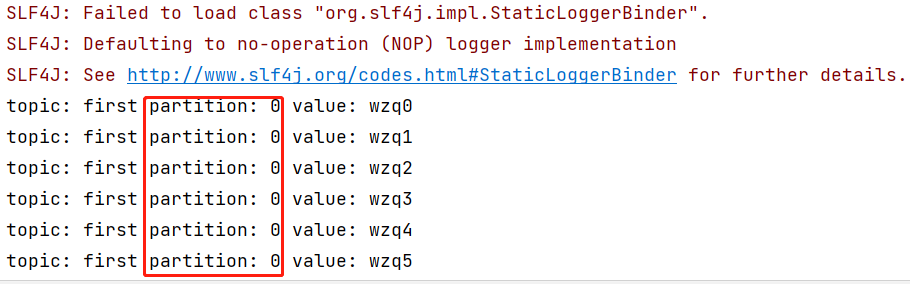 SLF4J: Failed to load class "org.slf4j.impl.StaticLoggerBinder".
SLF4J: Defaulting to no-operation (NOP) logger implementation
SLF4J: See http://www.slf4j.org/codes.html#StaticLoggerBinder for further details.
topic: first partition: 0 value: wzq0
topic: first partition: 0 value: wzq1
topic: first partition: 0 value: wzq2
topic: first partition: 0 value: wzq3
topic: first partition: 0 value: wzq4
topic: first partition: 0 value: wzq5